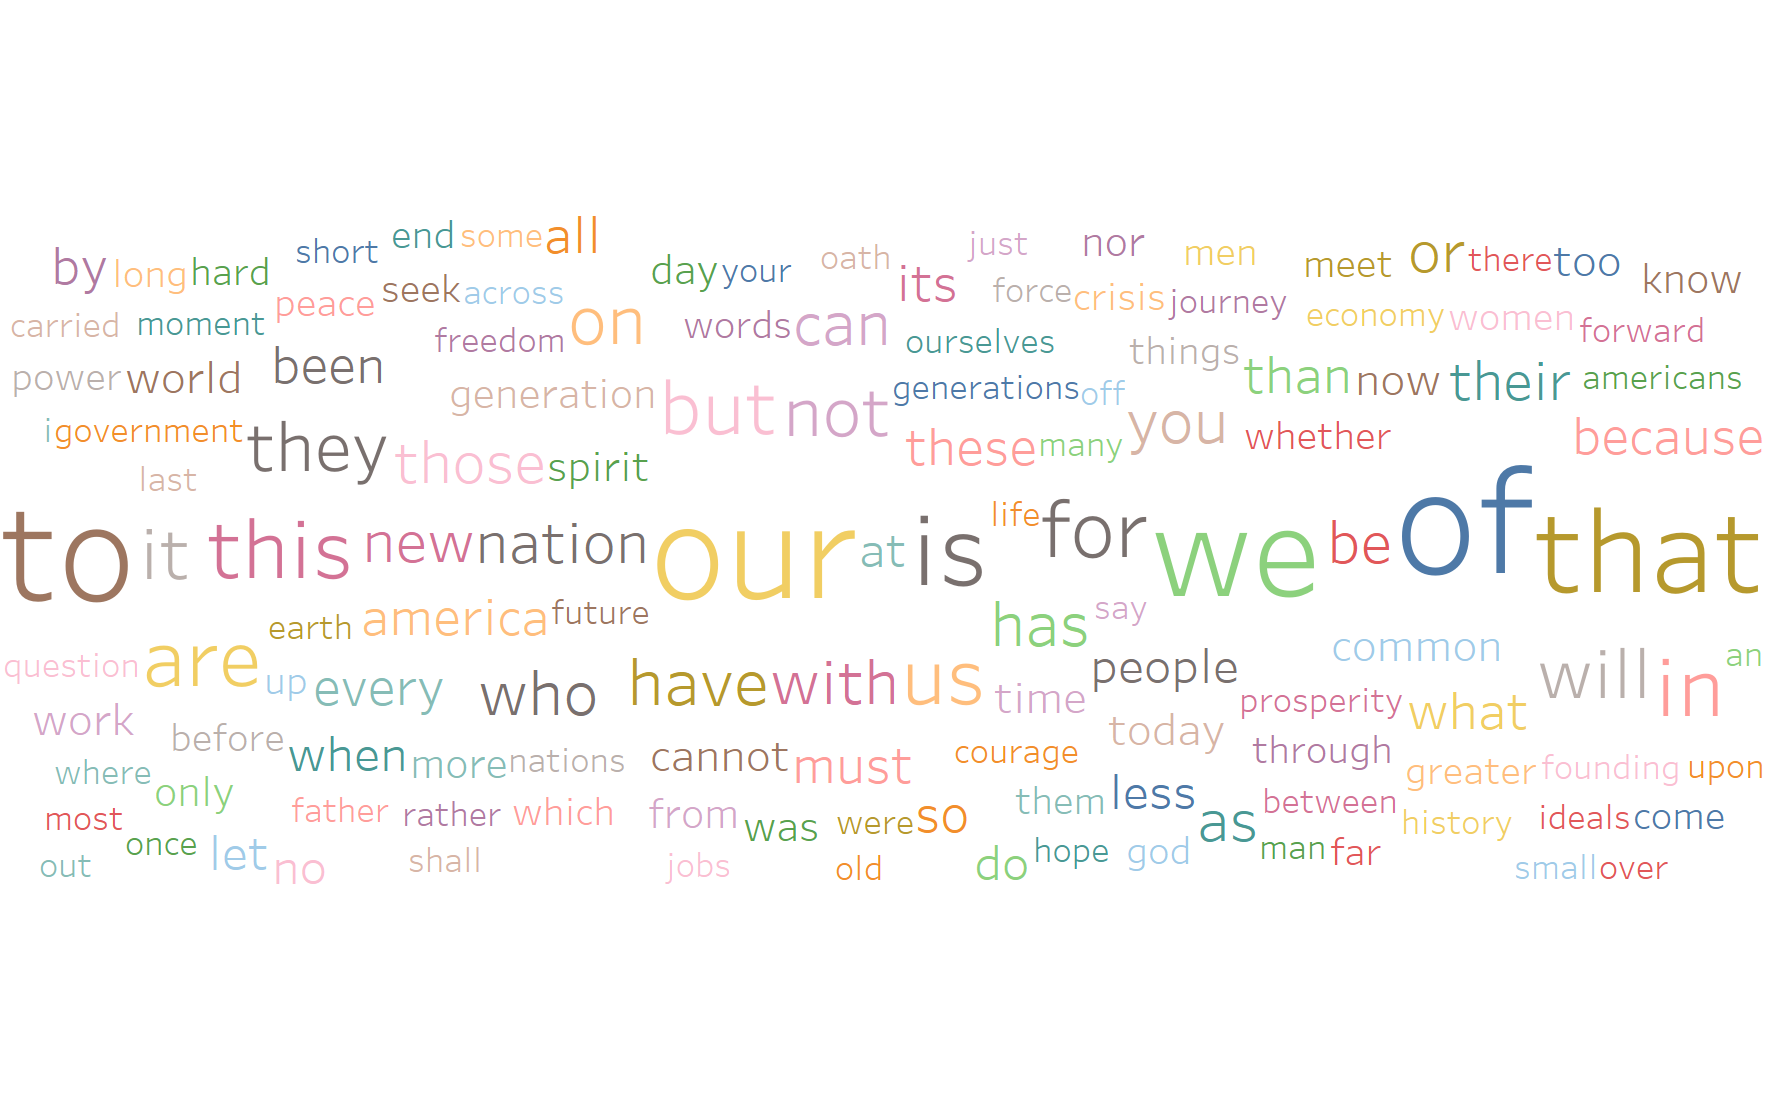 by long hard short end some all day your oath its just nor men meet or there too know
carried moment peace seek across freedom on words can ourselves force crisis journey things economy women forward
power world been generation but not generations off you than now their americans
i government they those spirit these many whether because
last
to it this new nation our at is life for we be of that
earth america future has say
question are up every who have with us time people common will in an
work before when more nations cannot must courage today prosperity what through greater founding upon
where only father rather which from was were so them less as between history ideals come
most once let no shall jobs old do hope god man far small over
out